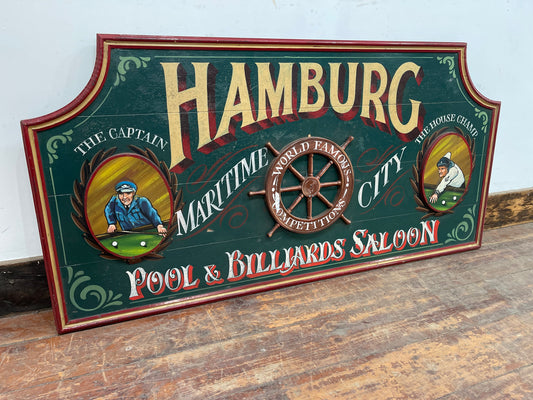 HAMBURG
THE CAPTAIN
THE HOUSE CHAMP
MARITIME CITY
WORLD FAMOUS
COMPETITIONS
POOL & BILLIARDS SALOON